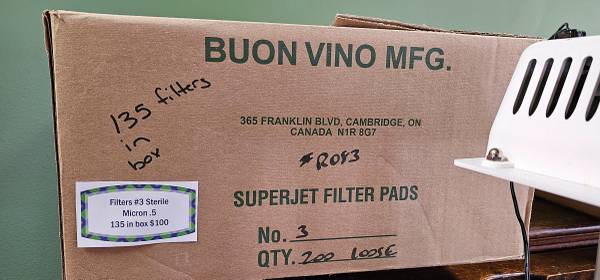 BUON VINO MFG.
135 filters
in
box
365 FRANKLIN BLVD, CAMBRIDGE, ON
CANADA N1R 8G7
#R083
SUPERJET FILTER PADS
No. 3
QTY. 200 LOOSE
Filters #3 Sterile
Micron .5
135 in box $100